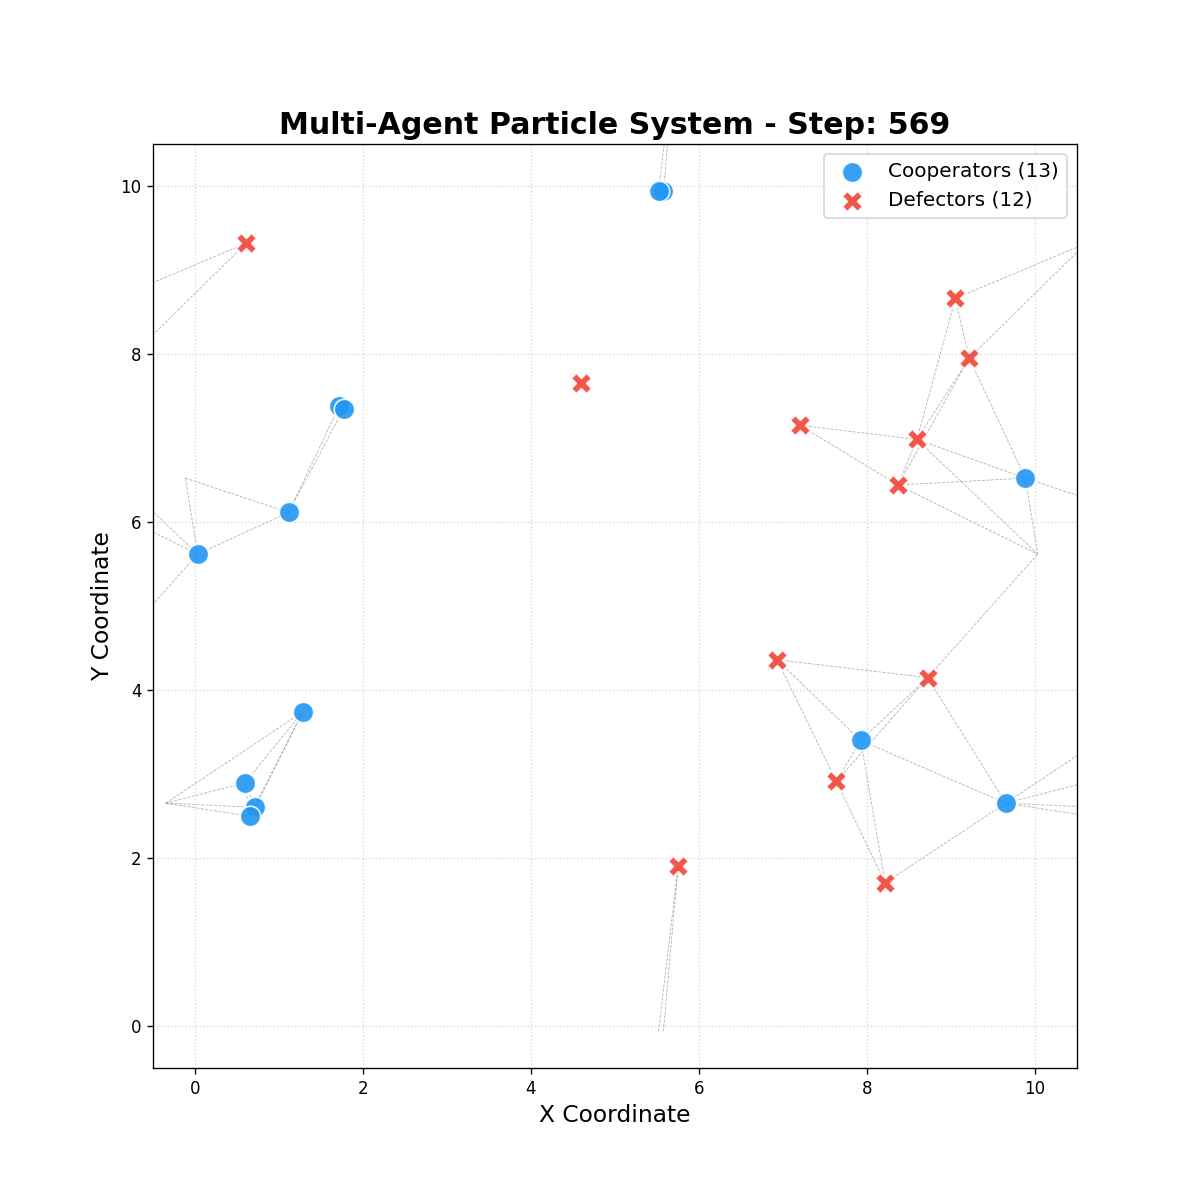 Multi-Agent Particle System - Step: 569
Cooperators (13)
Defectors (12)
Y Coordinate
10
8
6
4
2
0
0 2 4 6 8 10
X Coordinate